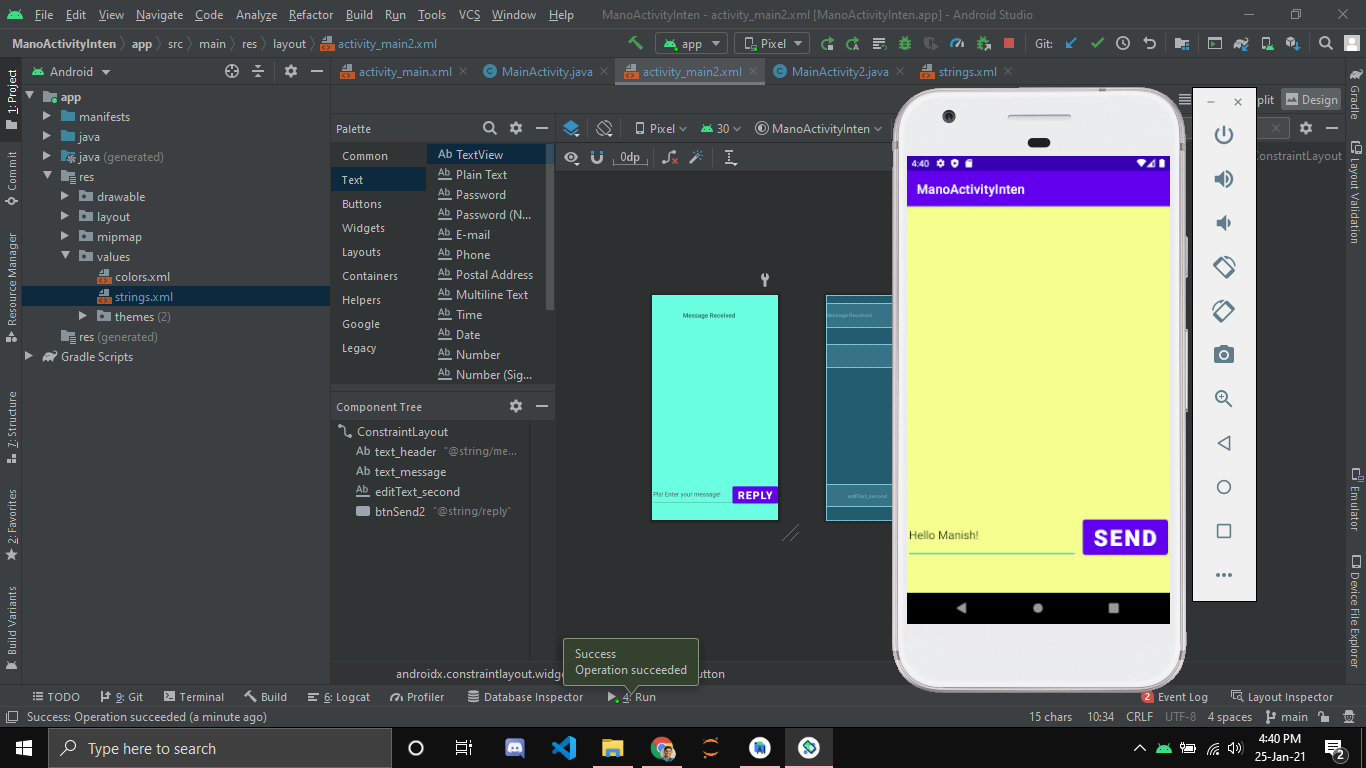 File Edit View Navigate Code Analyze Refactor Build Run Tools VCS Window Help ManoActivityInten - activity_main2.xml [ManoActivityInten.app] - Android Studio
ManoActivityInten app src main res layout activity_main2.xml app Pixel Git:
Android activity_main.xml MainActivity.java activity_main2.xml MainActivity2.java strings.xml
1: Project
Commit
Resource Manager
7: Structure
2: Favorites
Build Variants
app
manifests
java
java (generated)
res
drawable
layout
mipmap
values
colors.xml
strings.xml
themes (2)
res (generated)
Gradle Scripts
plit Design
Palette
Common
Text
Buttons
Widgets
Layouts
Containers
Helpers
Google
Legacy
Ab TextView
Ab Plain Text
Ab Password
Ab Password (N...
Ab E-mail
Ab Phone
Ab Postal Address
Ab Multiline Text
Ab Time
Ab Date
Ab Number
Ab Number (Sig...
Pixel 30 ManoActivityInten
0dp
ConstraintLayout
Component Tree
ConstraintLayout
Ab text_header "@string/me...
Ab text_message
Ab editText_second
btnSend2 "@string/reply"
Message Received
Pls! Enter your message!
REPLY
Message Received
editText_second
4:40
ManoActivityInten
Hello Manish!
SEND
Gradle
Layout Validation
Emulator
Device File Explorer
Success
Operation succeeded
androidx.constraintlayout.widg utton
TODO 9: Git Terminal Build 6: Logcat Profiler Database Inspector 4: Run 2 Event Log Layout Inspector
Success: Operation succeeded (a minute ago) 15 chars 10:34 CRLF UTF-8 4 spaces main
Type here to search
4:40 PM
25-Jan-21
2